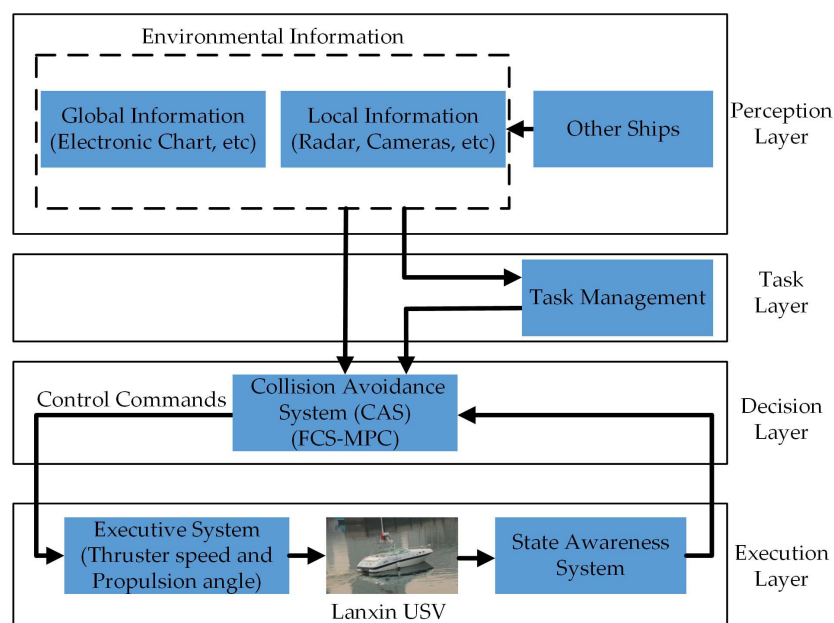 Environmental Information
Global Information
(Electronic Chart, etc)
Local Information
(Radar, Cameras, etc)
Other Ships
Perception
Layer
Task Management
Task
Layer
Control Commands
Collision Avoidance
System (CAS)
(FCS-MPC)
Decision
Layer
Executive System
(Thruster speed and
Propulsion angle)
Lanxin USV
State Awareness
System
Execution
Layer